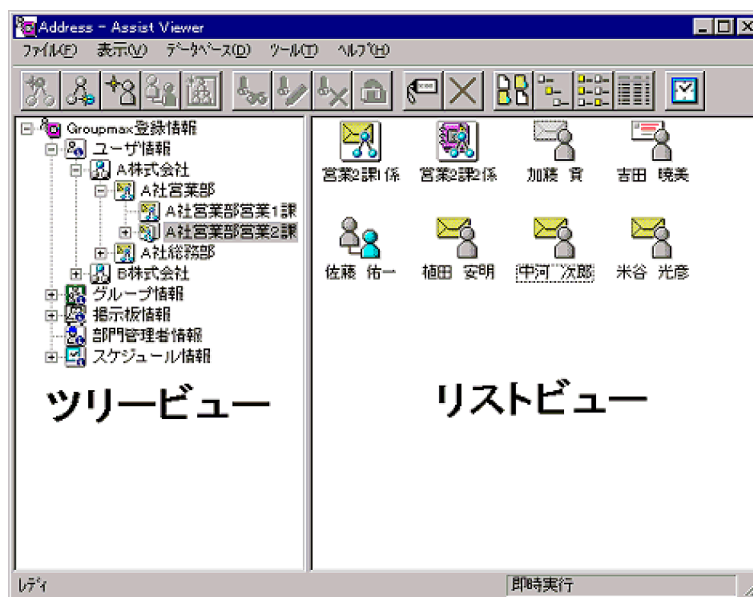 Address - Assist Viewer
ﾌｧｲﾙ(F) 表示(V) ﾃﾞｰﾀﾍﾞｰｽ(D) ﾂｰﾙ(T) ﾍﾙﾌﾟ(H)
Groupmax登録情報
ユーザ情報
A株式会社
A社営業部
A社営業部営業1課
A社営業部営業2課
A社総務部
B株式会社
グループ情報
掲示板情報
部門管理者情報
スケジュール情報
ツリービュー
営業2課1係 営業2課2係 加藤 貢 吉田 暁美
佐藤 佑一 植田 安明 中河 次郎 米谷 光彦
リストビュー
ﾚﾃﾞｨ 即時実行